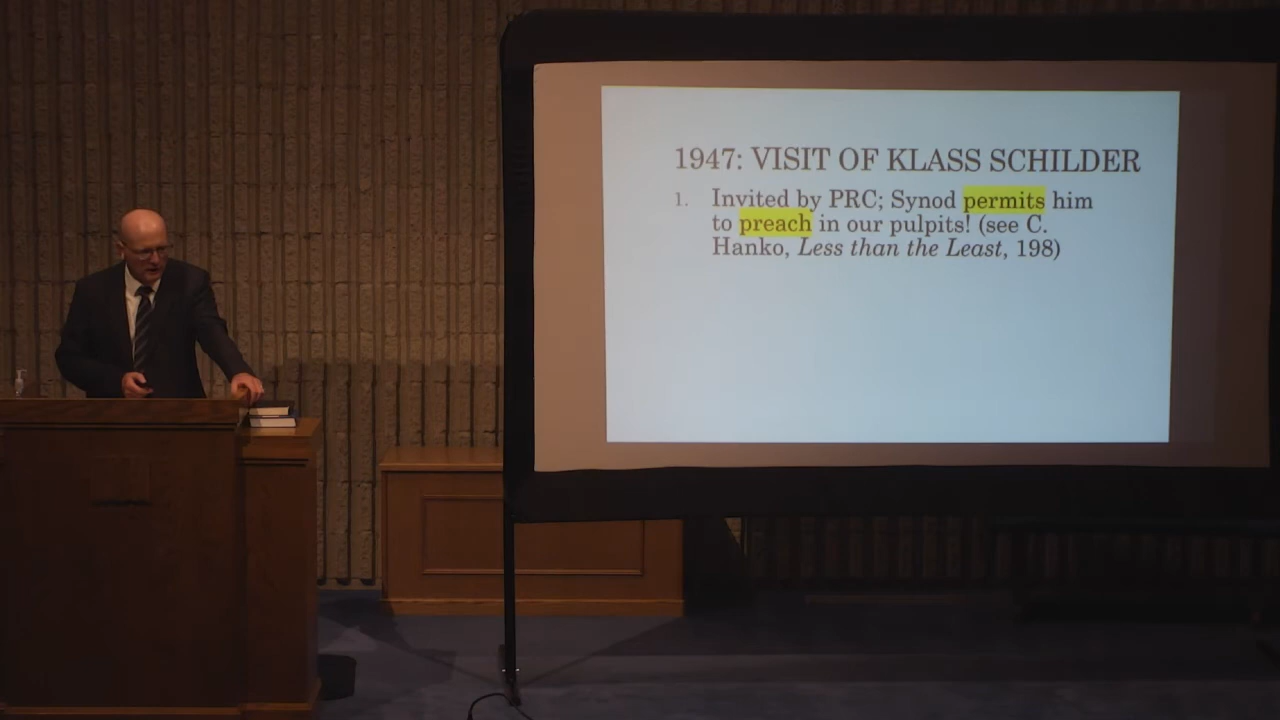 1947: VISIT OF KLASS SCHILDER
1. Invited by PRC; Synod permits him
to preach in our pulpits! (see C.
Hanko, Less than the Least, 198)